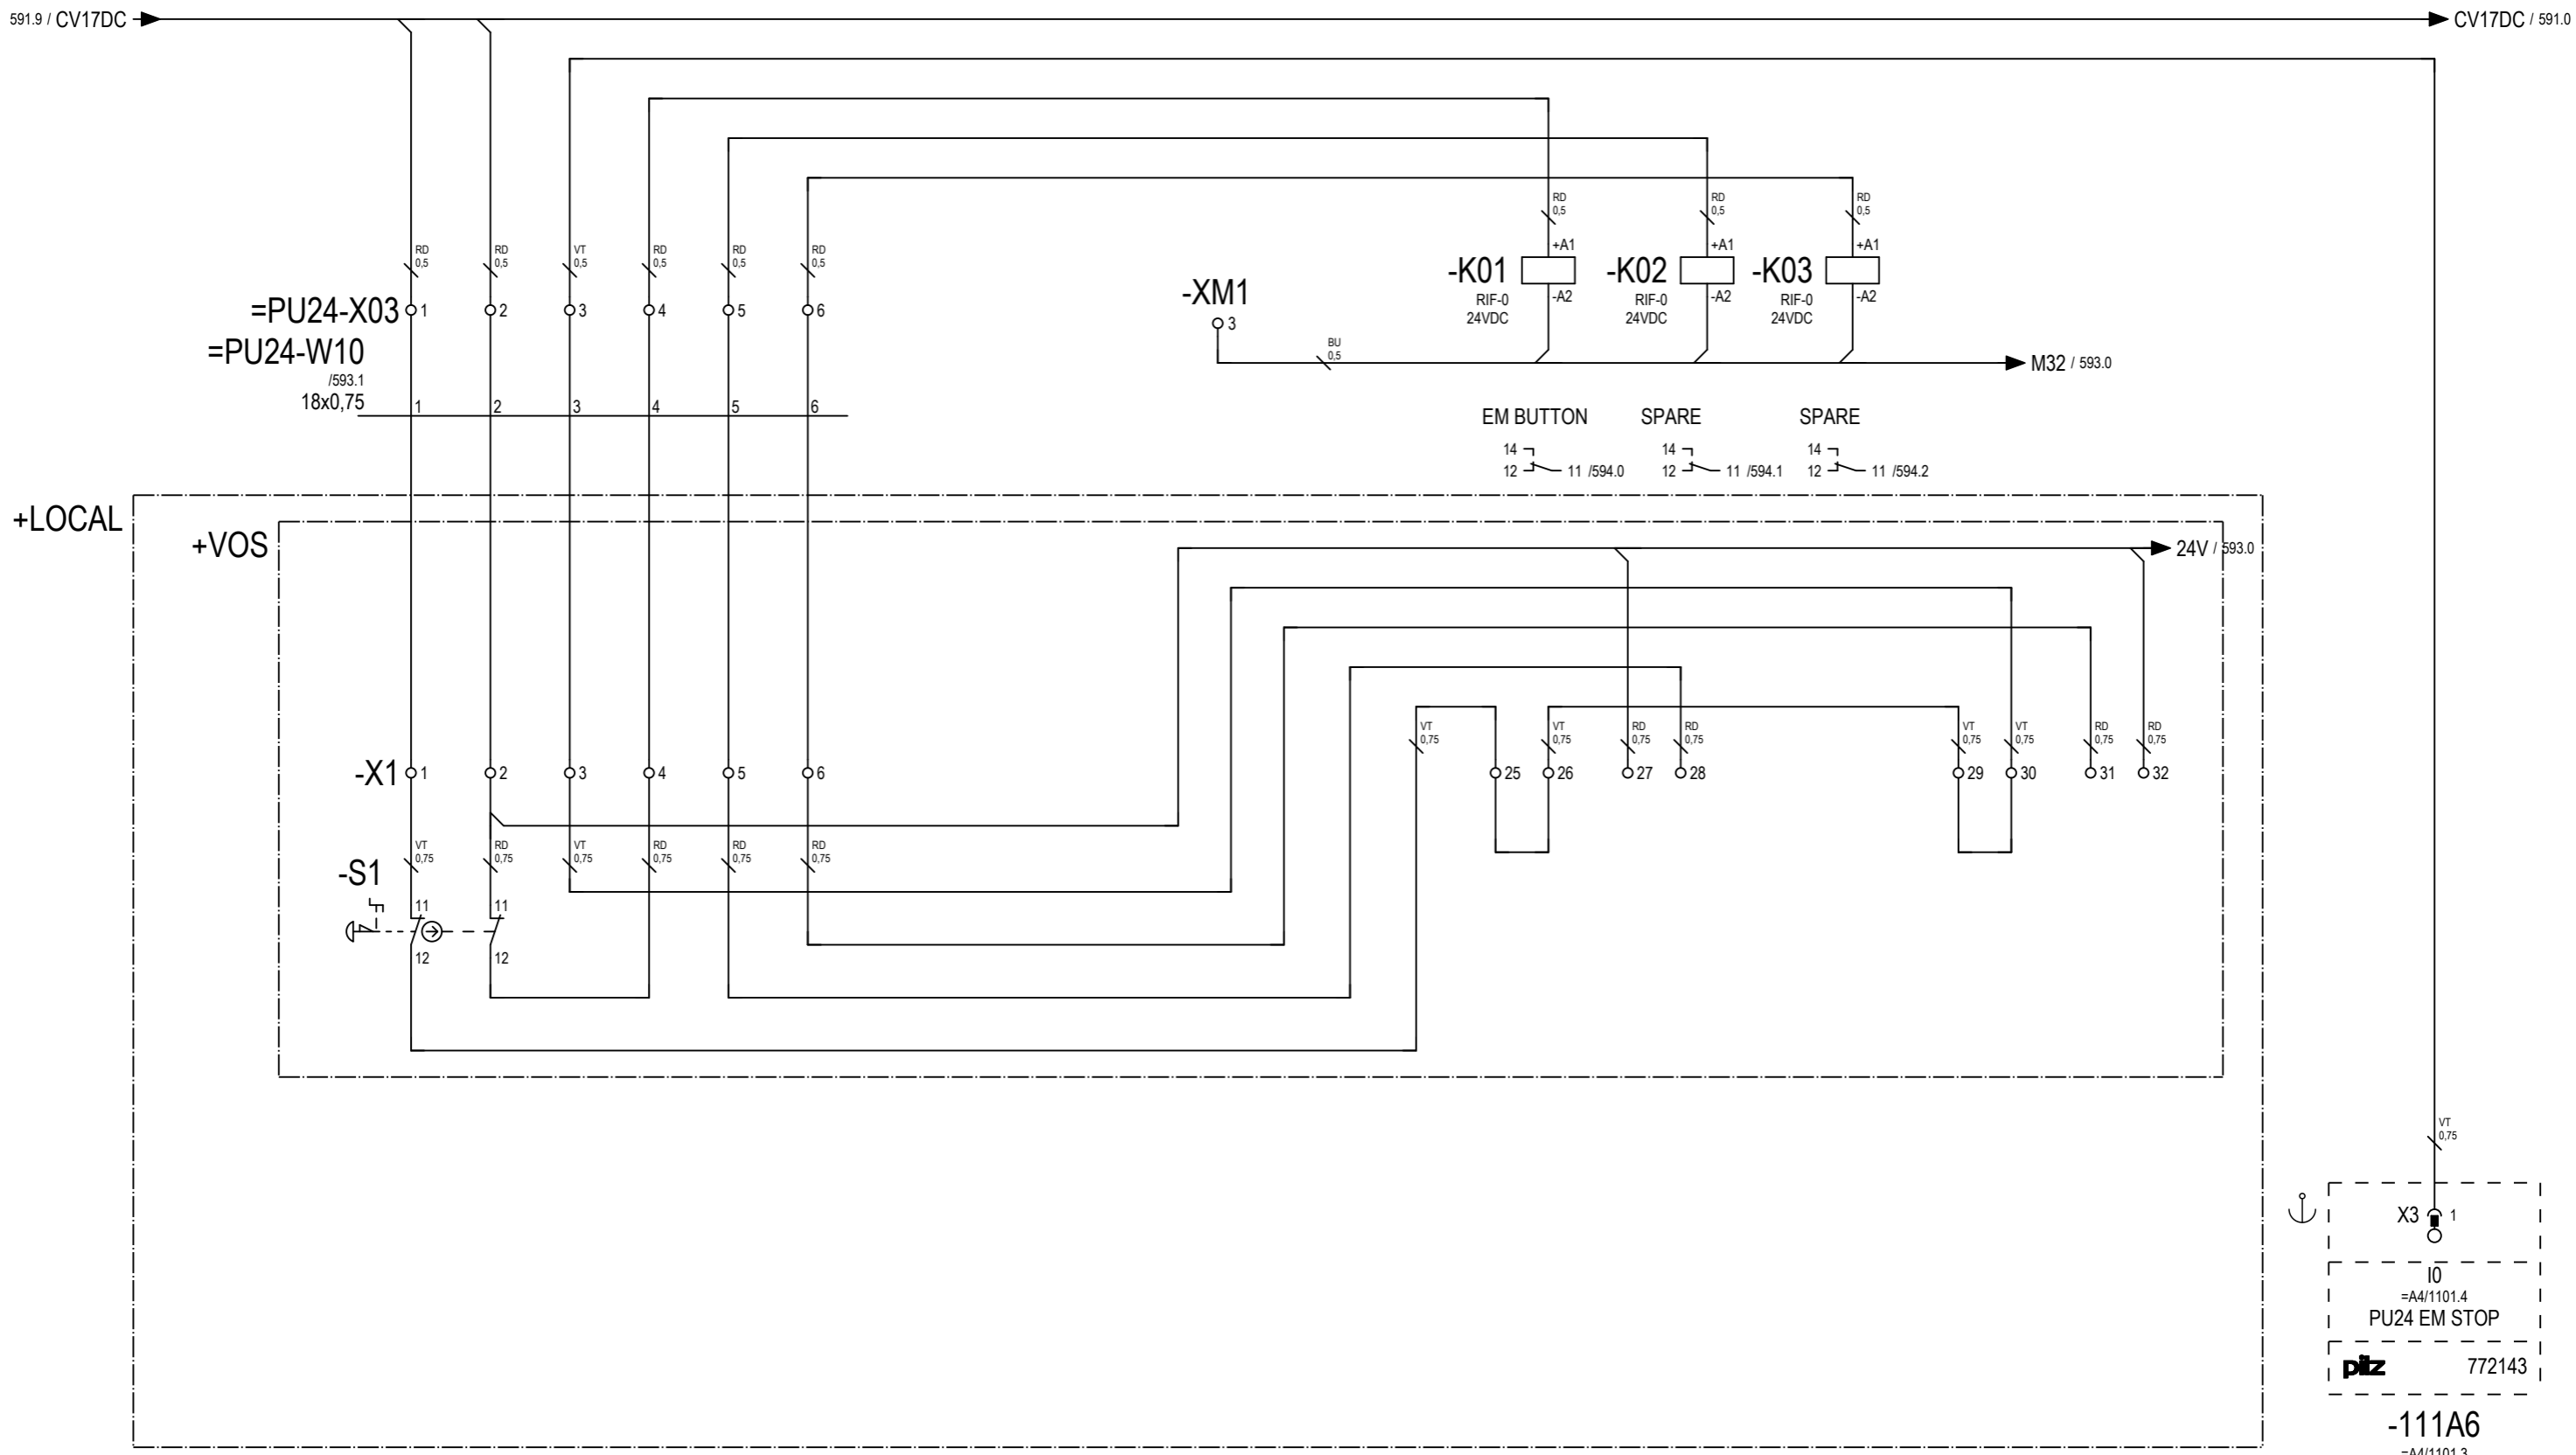 591.9 / CV17DC
CV17DC / 591.0
RD 0,5
RD 0,5
RD 0,5
+A1
+A1
+A1
RD 0,5
RD 0,5
VT 0,5
RD 0,5
RD 0,5
RD 0,5
-K01
-K02
-K03
RIF-0 24VDC
RIF-0 24VDC
RIF-0 24VDC
-A2
-A2
-A2
-XM1
3
=PU24-X03
1 2 3 4 5 6
=PU24-W10
/593.1
18x0,75
1 2 3 4 5 6
BU 0,5
M32 / 593.0
EM BUTTON
SPARE
SPARE
14
14
14
12 11 /594.0
12 11 /594.1
12 11 /594.2
+LOCAL
+VOS
24V / 593.0
VT 0,75
VT 0,75
RD 0,75
RD 0,75
VT 0,75
VT 0,75
RD 0,75
RD 0,75
-X1
1 2 3 4 5 6
25 26 27 28 29 30 31 32
VT 0,75
RD 0,75
VT 0,75
RD 0,75
RD 0,75
RD 0,75
-S1
11 11
12 12
VT 0,75
X3 1
I0
=A4/1101.4
PU24 EM STOP
pilz 772143
-111A6
=A4/1101.3